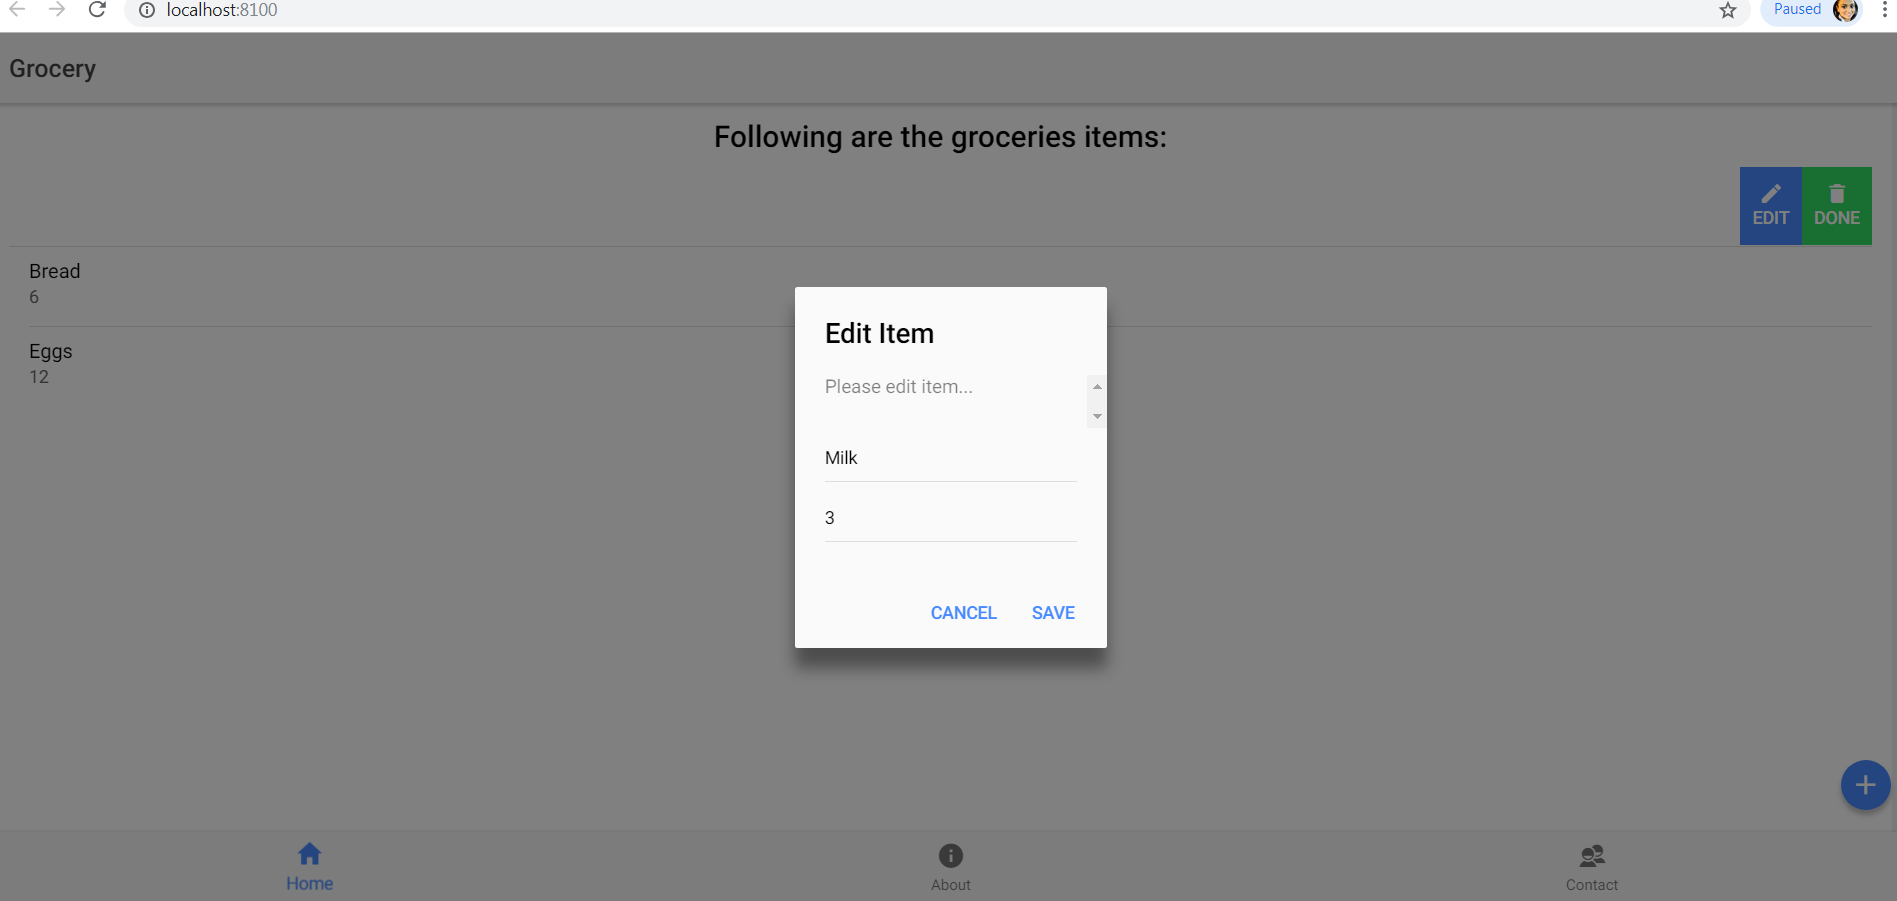 localhost:8100
Paused
Grocery
Following are the groceries items:
EDIT
DONE
Bread
6
Eggs
12
Edit Item
Please edit item...
Milk
3
CANCEL
SAVE
Home
About
Contact